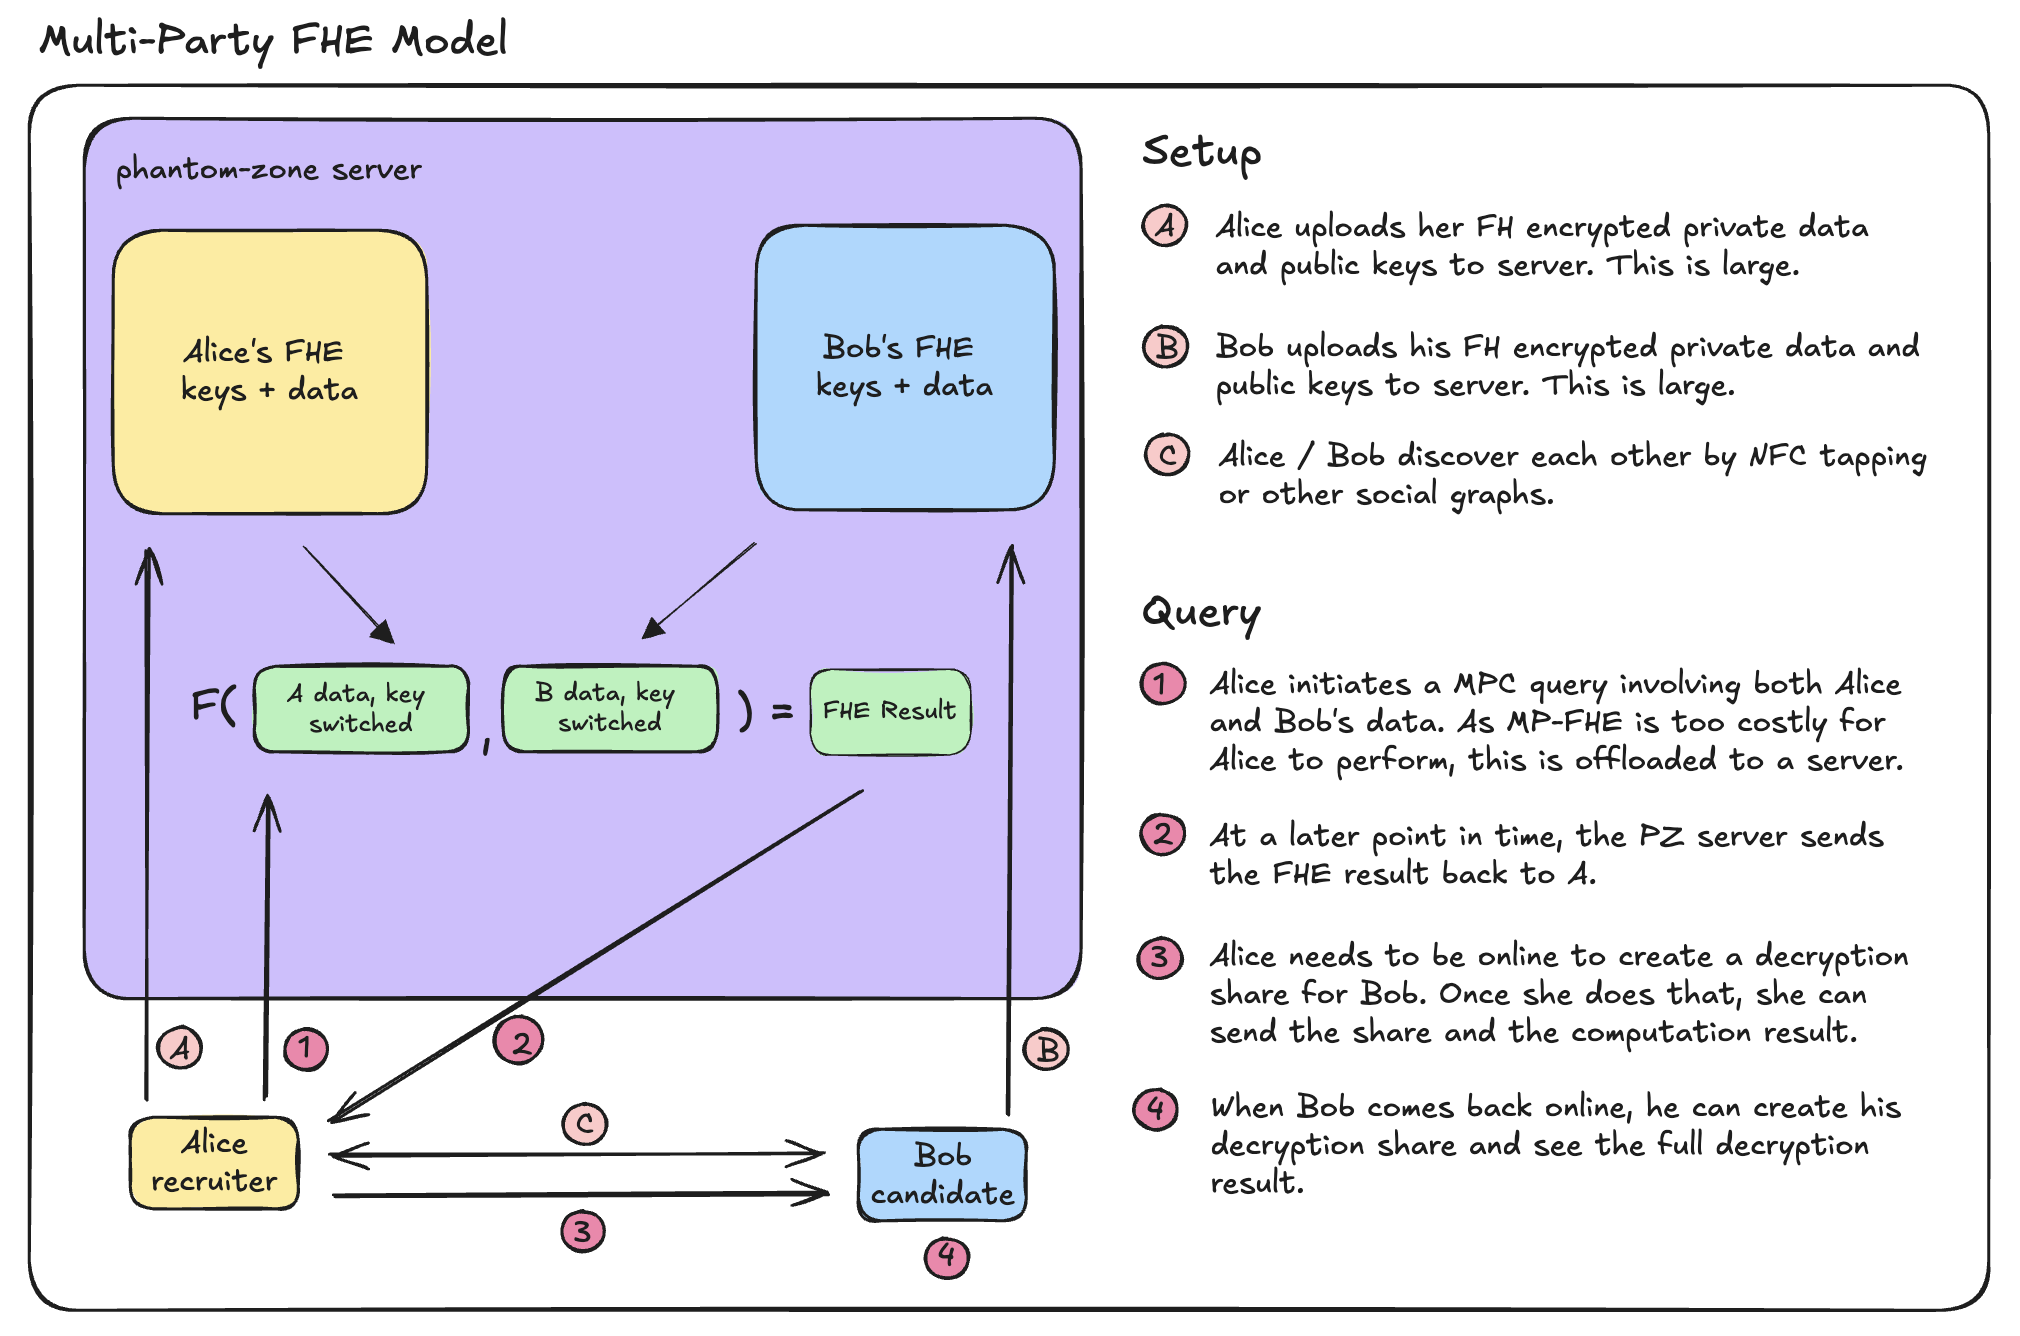 Multi-Party FHE Model
phantom-zone server
Alice's FHE
keys + data
Bob's FHE
keys + data
F(
A data, key
switched
,
B data, key
switched
) =
FHE Result
A
1
2
B
C
3
4
Alice
recruiter
Bob
candidate
Setup
A
Alice uploads her FH encrypted private data
and public keys to server. This is large.
B
Bob uploads his FH encrypted private data and
public keys to server. This is large.
C
Alice / Bob discover each other by NFC tapping
or other social graphs.
Query
1
Alice initiates a MPC query involving both Alice
and Bob's data. As MP-FHE is too costly for
Alice to perform, this is offloaded to a server.
2
At a later point in time, the PZ server sends
the FHE result back to A.
3
Alice needs to be online to create a decryption
share for Bob. Once she does that, she can
send the share and the computation result.
4
When Bob comes back online, he can create his
decryption share and see the full decryption
result.